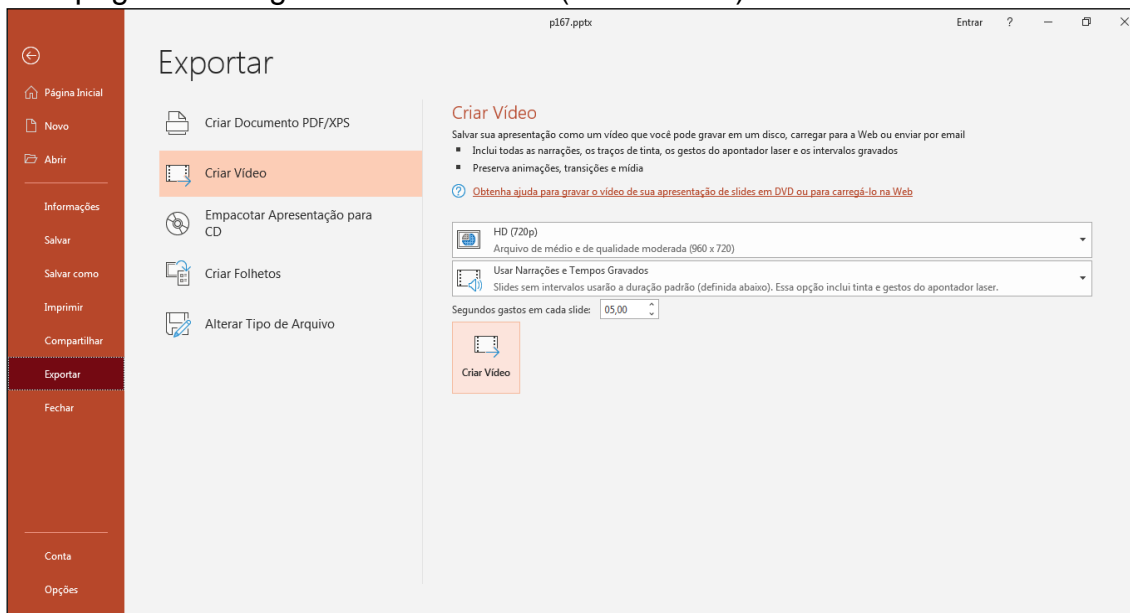 p167.pptx
Entrar ?
Exportar
Página Inicial
Novo
Abrir
Informações
Salvar
Salvar como
Imprimir
Compartilhar
Exportar
Fechar
Conta
Opções
Criar Documento PDF/XPS
Criar Vídeo
Empacotar Apresentação para
CD
Criar Folhetos
Alterar Tipo de Arquivo
Criar Vídeo
Salvar sua apresentação como um vídeo que você pode gravar em um disco, carregar para a Web ou enviar por email
Inclui todas as narrações, os traços de tinta, os gestos do apontador laser e os intervalos gravados
Preserva animações, transições e mídia
Obtenha ajuda para gravar o vídeo de sua apresentação de slides em DVD ou para carregá-lo na Web
HD (720p)
Arquivo de médio e de qualidade moderada (960 x 720)
Usar Narrações e Tempos Gravados
Slides sem intervalos usarão a duração padrão (definida abaixo). Essa opção inclui tinta e gestos do apontador laser.
Segundos gastos em cada slide: 05,00
Criar Vídeo